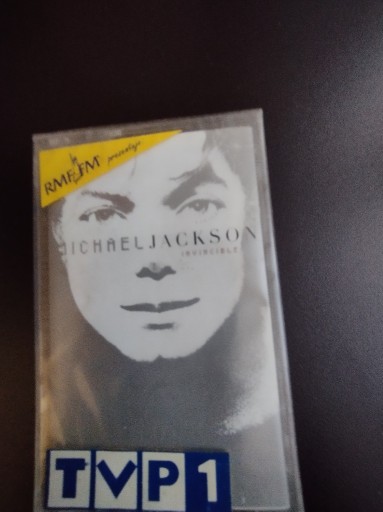 RMF FM prezentuje
MICHAEL JACKSON
INVINCIBLE
TVP1